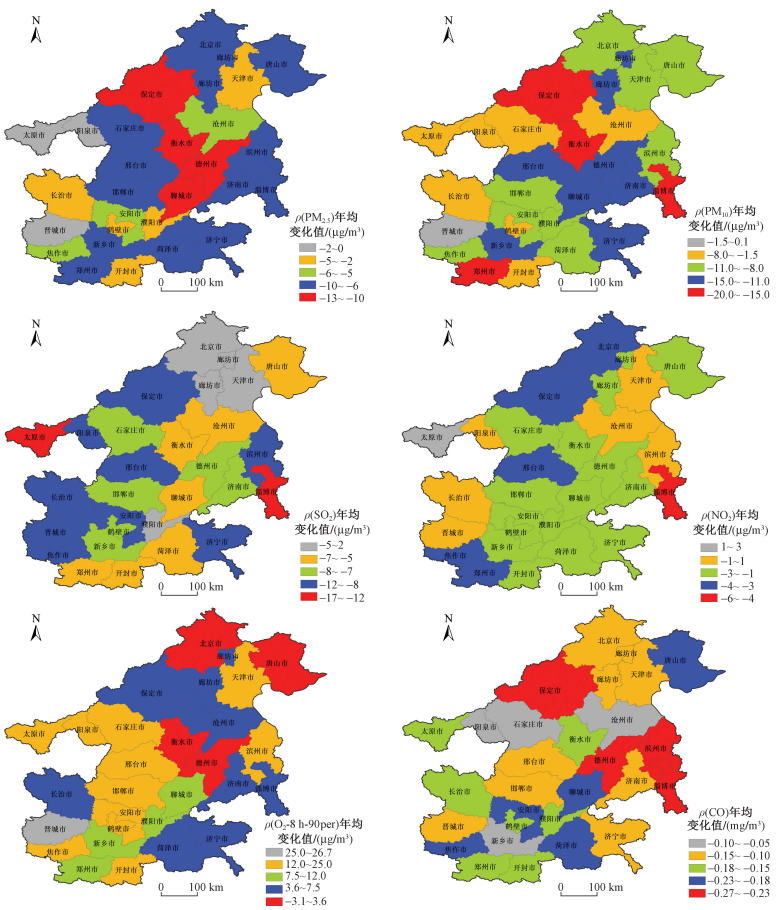 N
北京市
廊坊市
唐山市
天津市
廊坊市
保定市
沧州市
石家庄市
太原市
阳泉市
衡水市
滨州市
德州市
邢台市
济南市
淄博市
聊城市
长治市
邯郸市
安阳市
濮阳市
鹤壁市
晋城市
新乡市
焦作市
菏泽市
济宁市
郑州市
开封市
ρ(PM2.5)年均
变化值/(μg/m³)
−2~0
−5~ −2
−6~ −5
−10~ −6
−13~ −10
0 100 km
N
北京市
廊坊市
唐山市
天津市
廊坊市
保定市
沧州市
石家庄市
太原市
阳泉市
衡水市
滨州市
邢台市
德州市
济南市
淄博市
聊城市
长治市
邯郸市
安阳市
濮阳市
鹤壁市
晋城市
新乡市
焦作市
菏泽市
济宁市
郑州市
开封市
ρ(PM10)年均
变化值/(μg/m³)
−1.5~0.1
−8.0~ −1.5
−11.0~ −8.0
−15.0~ −11.0
−20.0~ −15.0
0 100 km
N
北京市
廊坊市
唐山市
天津市
廊坊市
保定市
沧州市
石家庄市
太原市
阳泉市
衡水市
滨州市
邢台市
德州市
济南市
淄博市
聊城市
长治市
邯郸市
濮阳市
鹤壁市
晋城市
新乡市
焦作市
菏泽市
济宁市
郑州市
开封市
ρ(SO2)年均
变化值/(μg/m³)
−5~2
−7~ −5
−8~ −7
−12~ −8
−17~ −12
0 100 km
N
北京市
廊坊市
唐山市
天津市
廊坊市
保定市
沧州市
石家庄市
太原市
阳泉市
衡水市
滨州市
邢台市
德州市
济南市
淄博市
聊城市
长治市
邯郸市
安阳市
濮阳市
鹤壁市
晋城市
新乡市
焦作市
菏泽市
济宁市
郑州市
开封市
ρ(NO2)年均
变化值/(μg/m³)
1~ 3
−1~1
−3~ −1
−4~ −3
−6~ −4
0 100 km
N
北京市
廊坊市
唐山市
天津市
廊坊市
保定市
沧州市
石家庄市
太原市
阳泉市
衡水市
滨州市
邢台市
德州市
济南市
淄博市
聊城市
长治市
邯郸市
安阳市
濮阳市
鹤壁市
晋城市
新乡市
焦作市
菏泽市
济宁市
郑州市
开封市
ρ(O2-8 h-90per)年均
变化值/(μg/m³)
25.0~26.7
12.0~25.0
7.5~12.0
3.6~7.5
−3.1~3.6
0 100 km
N
北京市
廊坊市
唐山市
天津市
廊坊市
保定市
沧州市
石家庄市
太原市
阳泉市
衡水市
滨州市
邢台市
德州市
济南市
淄博市
聊城市
长治市
邯郸市
安阳市
濮阳市
鹤壁市
晋城市
新乡市
焦作市
菏泽市
济宁市
郑州市
开封市
ρ(CO)年均
变化值/(mg/m³)
−0.10~ −0.05
−0.15~ −0.10
−0.18~ −0.15
−0.23~ −0.18
−0.27~ −0.23
0 100 km